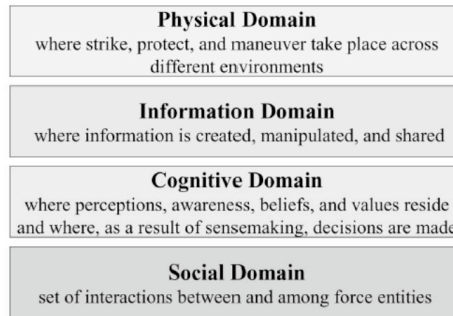 Physical Domain
where strike, protect, and maneuver take place across
different environments
Information Domain
where information is created, manipulated, and shared
Cognitive Domain
where perceptions, awareness, beliefs, and values reside
and where, as a result of sensemaking, decisions are made
Social Domain
set of interactions between and among force entities